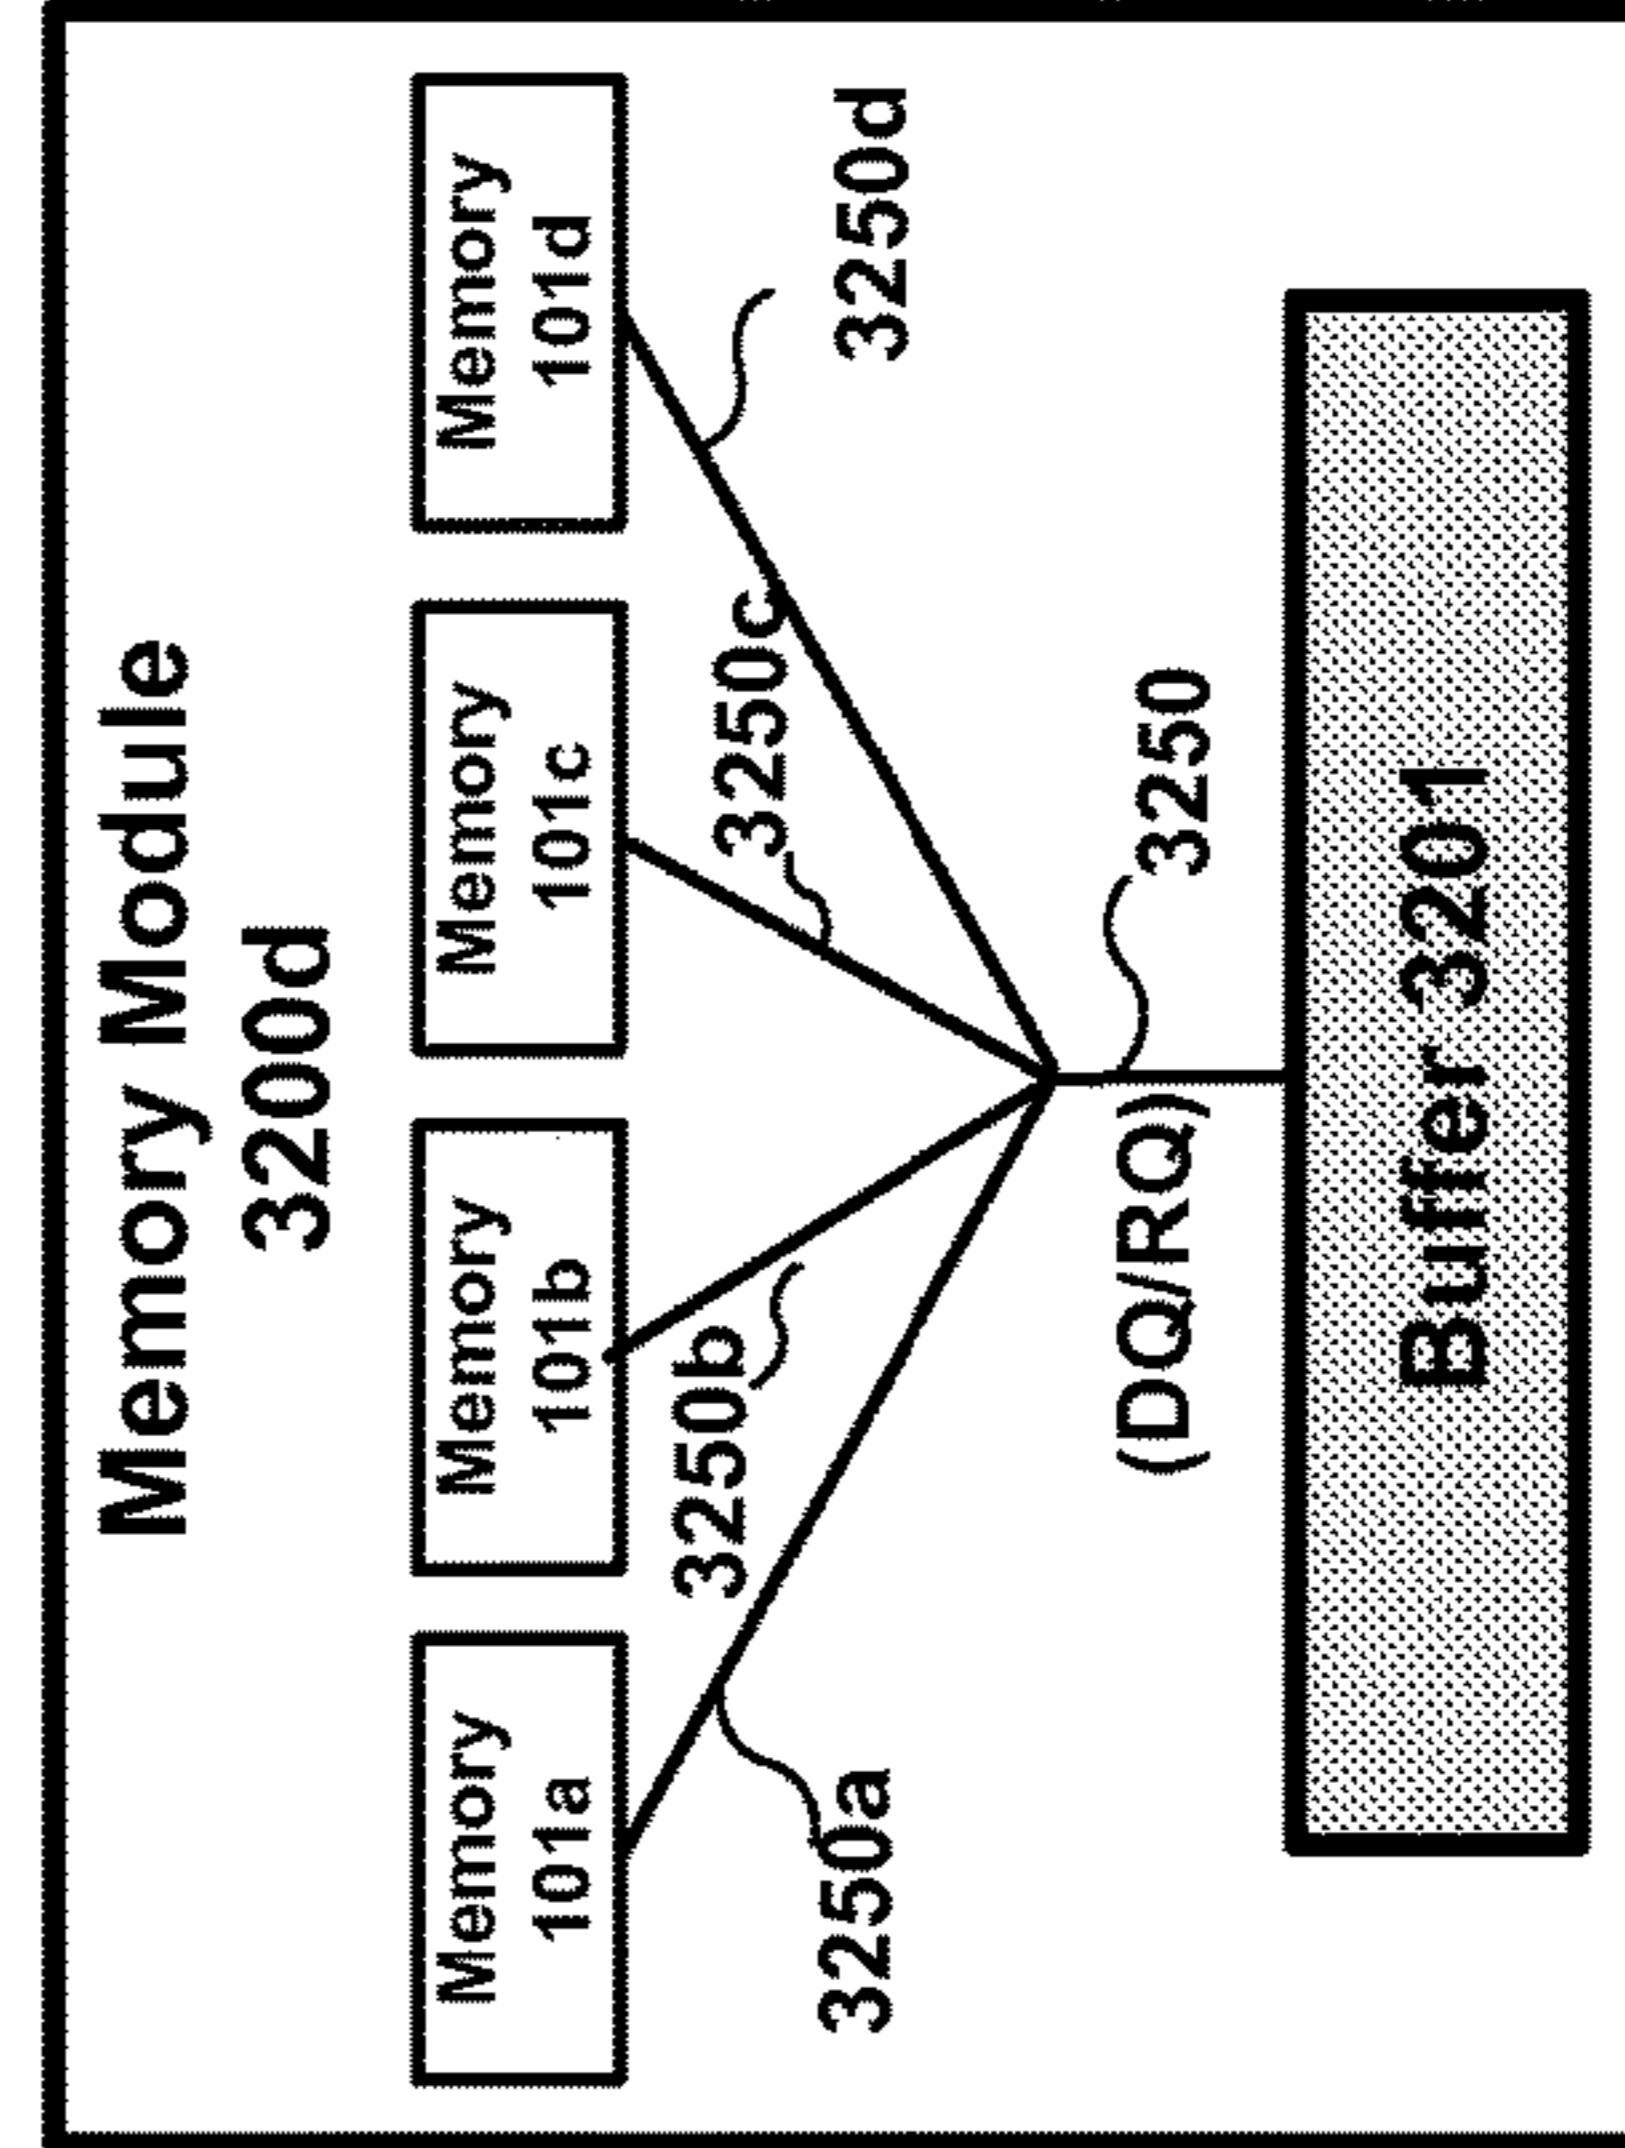 Memory Module
3200d
Memory
101a
Memory
101b
Memory
101c
Memory
101d
3250a
3250b
3250c
3250d
(DQ/RQ)
3250
Buffer 3201